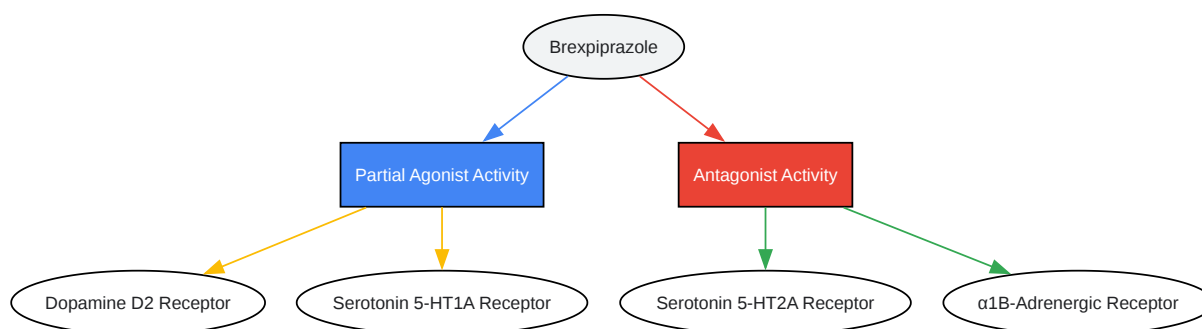 Brexpiprazole
Partial Agonist Activity
Antagonist Activity
Dopamine D2 Receptor
Serotonin 5-HT1A Receptor
Serotonin 5-HT2A Receptor
α1B-Adrenergic Receptor